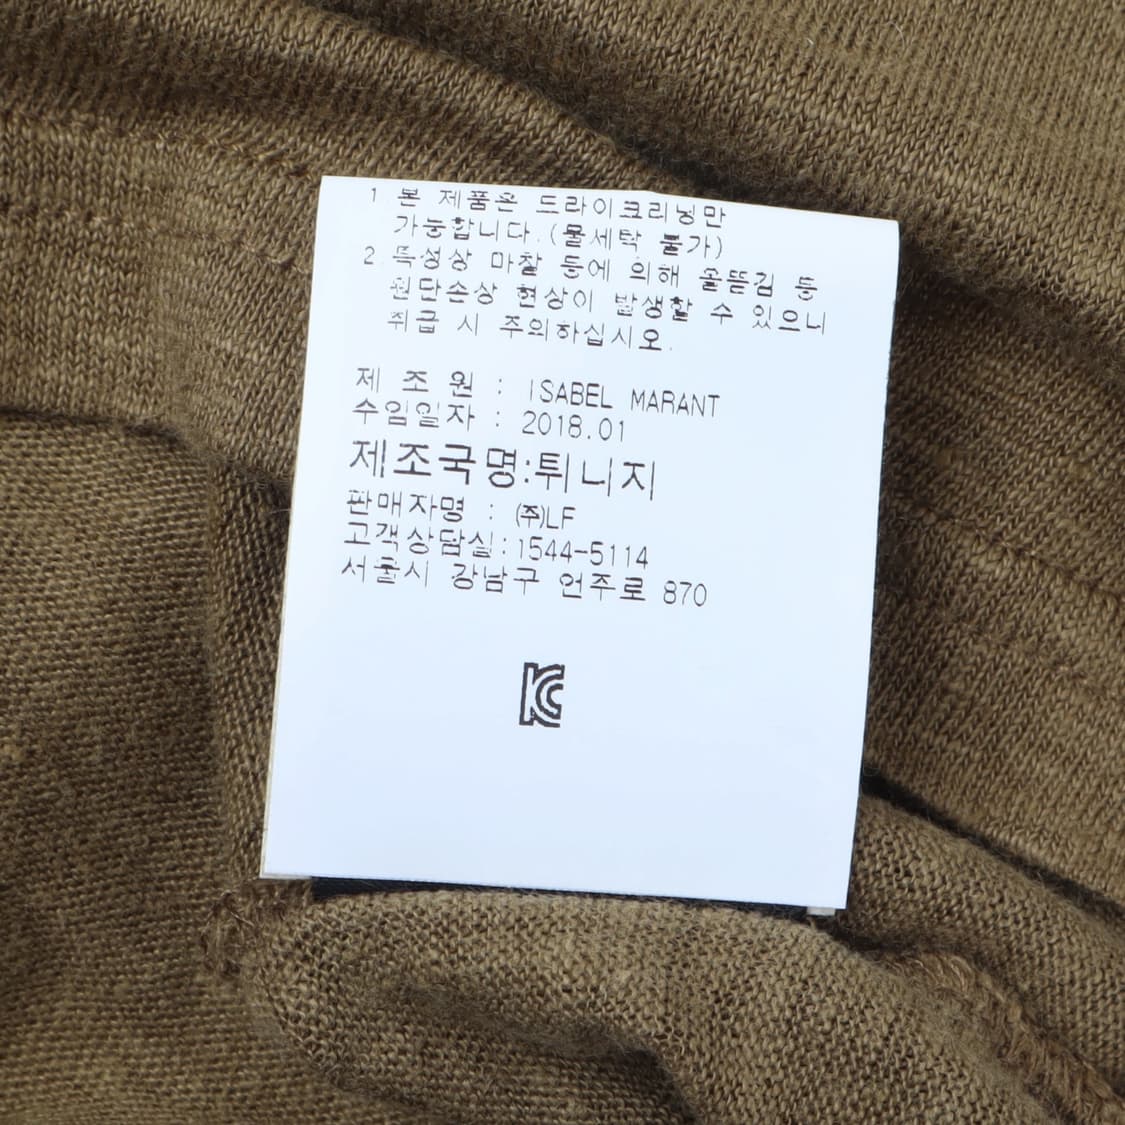 1 본 제품은 드라이크리닝만
가능합니다.(물세탁 불가)
2 특성상 마찰 등에 의해 올뜯김 등
원단손상 현상이 발생할 수 있으니
취급 시 주의하십시오.
제 조 원 : ISABEL MARANT
수입일자 : 2018.01
제조국명:튀니지
판매자명 : ㈜LF
고객상담실:1544-5114
서울시 강남구 언주로 870
KC